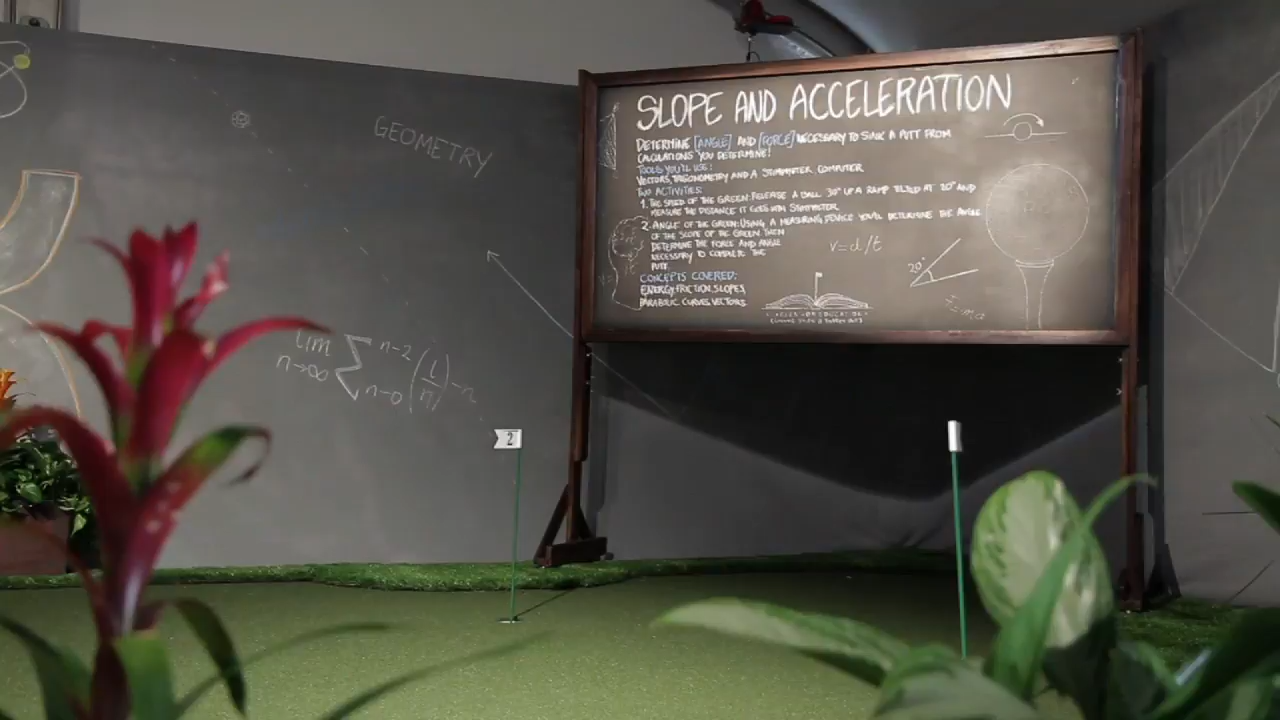 GEOMETRY
lim
n→∞
n-2
n-0
2
SLOPE AND ACCELERATION
DETERMINE [ANGLE] AND [FORCE] NECESSARY TO SINK A PUTT FROM
CALCULATIONS YOU DETERMINE!
TOOLS YOU'LL USE:
VECTORS, TRIGONOMETRY AND A STIMPMETER, COMPUTER
TWO ACTIVITIES:
1. THE SPEED OF THE GREEN: RELEASE A BALL 30" UP A RAMP TILTED AT 20° AND
MEASURE THE DISTANCE IT GOES ON STIMPMETER
2. ANGLE OF THE GREEN: USING A MEASURING DEVICE YOU'LL DETERMINE THE ANGLE
OF THE SLOPE OF THE GREEN. THEN
DETERMINE THE FORCE AND ANGLE
NECESSARY TO COMPLETE THE
PUTT.
CONCEPTS COVERED:
ENERGY, FRICTION, SLOPES,
PARABOLIC CURVES, VECTORS
v=d/t
20°